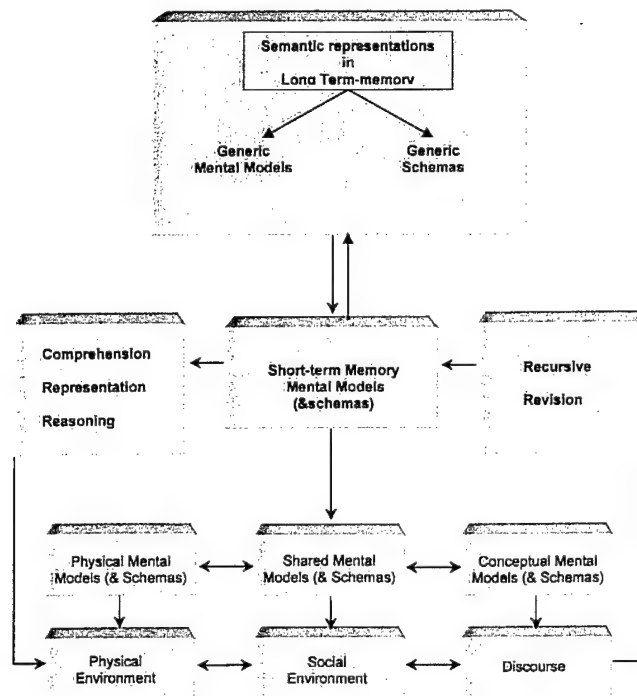 Semantic representations
in
Long Term-memory
Generic
Mental Models
Generic
Schemas
Comprehension
Representation
Reasoning
Short-term Memory
Mental Models
(&schemas)
Recursive
Revision
Physical Mental
Models (& Schemas)
Shared Mental
Models (& Schemas)
Conceptual Mental
Models (& Schemas)
Physical
Environment
Social
Environment
Discourse